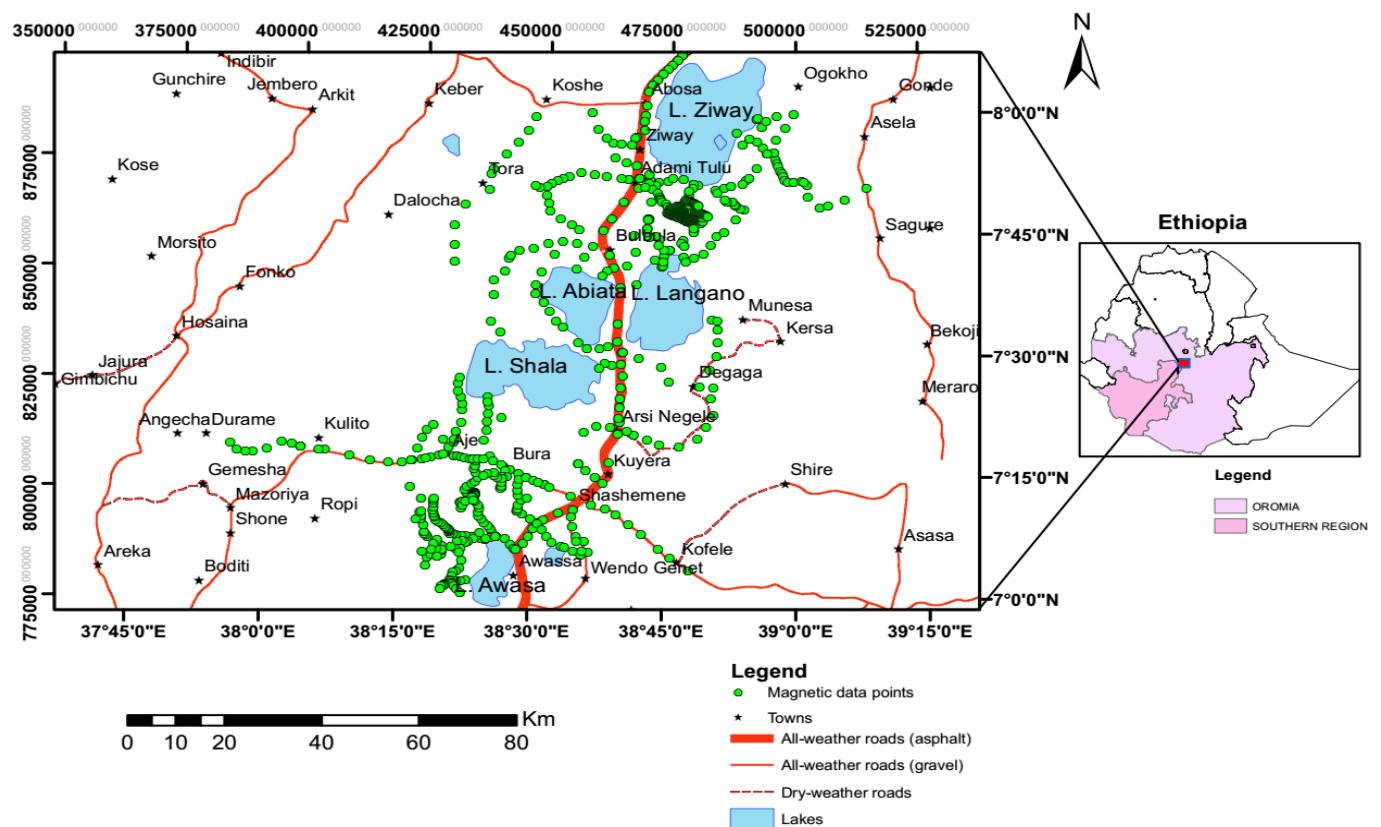 350000.000000 375000.000000 400000.000000 425000.000000 450000.000000 475000.000000 500000.000000 525000.000000
N
Indibir
Gunchire
Jembero
Arkit
Keber
Koshe
Abosa
Ogokho
Gonde
L. Ziway
8°0'0"N
Asela
Ziway
875000.000000
Kose
Tora
Adami Tulu
Dalocha
Sagure
7°45'0"N
Morsito
Bulbula
850000.000000
Fonko
L. Abiata
L. Langano
Munesa
Hosaina
Kersa
Bekoji
7°30'0"N
Jajura
Gimbichu
L. Shala
Degaga
825000.000000
Meraro
Angecha
Durame
Kulito
Arsi Negele
Aje
Bura
Kuyera
Gemesha
Shire
7°15'0"N
800000.000000
Mazoriya
Ropi
Shashemene
Shone
Areka
Kofele
Asasa
Boditi
Awassa
Wendo Genet
L. Awasa
7°0'0"N
775000.000000
37°45'0"E 38°0'0"E 38°15'0"E 38°30'0"E 38°45'0"E 39°0'0"E 39°15'0"E
Ethiopia
Legend
OROMIA
SOUTHERN REGION
Km
0 10 20 40 60 80
Legend
Magnetic data points
Towns
All-weather roads (asphalt)
All-weather roads (gravel)
Dry-weather roads
Lakes